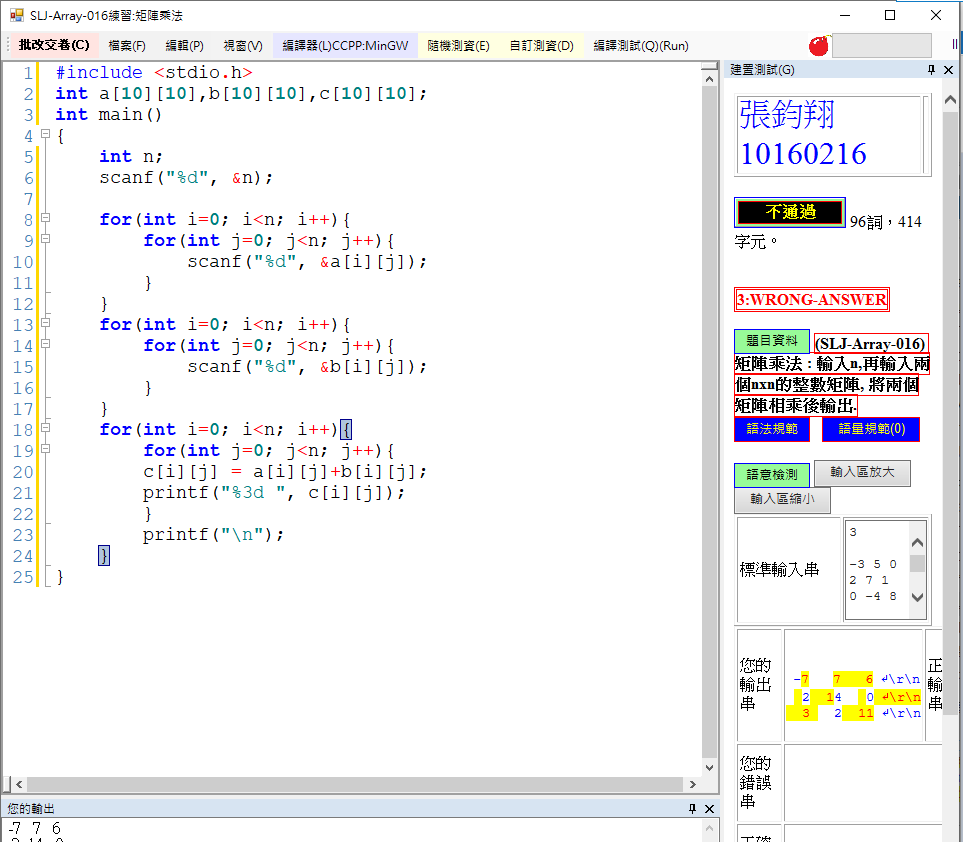 SLJ-Array-016練習:矩陣乘法
批改交卷(C) 檔案(F) 編輯(P) 視窗(V) 編譯器(L)CCPP:MinGW 隨機測資(E) 自訂測資(D) 編譯測試(Q)(Run)
1 #include <stdio.h>
2 int a[10][10],b[10][10],c[10][10];
3 int main()
4 {
5     int n;
6     scanf("%d", &n);
7
8     for(int i=0; i<n; i++){
9         for(int j=0; j<n; j++){
10             scanf("%d", &a[i][j]);
11         }
12     }
13     for(int i=0; i<n; i++){
14         for(int j=0; j<n; j++){
15             scanf("%d", &b[i][j]);
16         }
17     }
18     for(int i=0; i<n; i++){
19         for(int j=0; j<n; j++){
20         c[i][j] = a[i][j]+b[i][j];
21         printf("%3d ", c[i][j]);
22         }
23         printf("\n");
24     }
25 }
您的輸出
-7 7 6
建置測試(G)
張鈞翔
10160216
不通過 96詞，414
字元。
3:WRONG-ANSWER
題目資料 (SLJ-Array-016)
矩陣乘法 : 輸入n,再輸入兩
個nxn的整數矩陣, 將兩個
矩陣相乘後輸出.
語法規範 語量規範(0)
語意檢測 輸入區放大
輸入區縮小
標準輸入串
3
-3 5 0
2 7 1
0 -4 8
您的
輸出
串
-7 7 6 ↲\r\n
2 14 0 ↲\r\n
3 2 11 ↲\r\n
正
輸
串
您的
錯誤
串